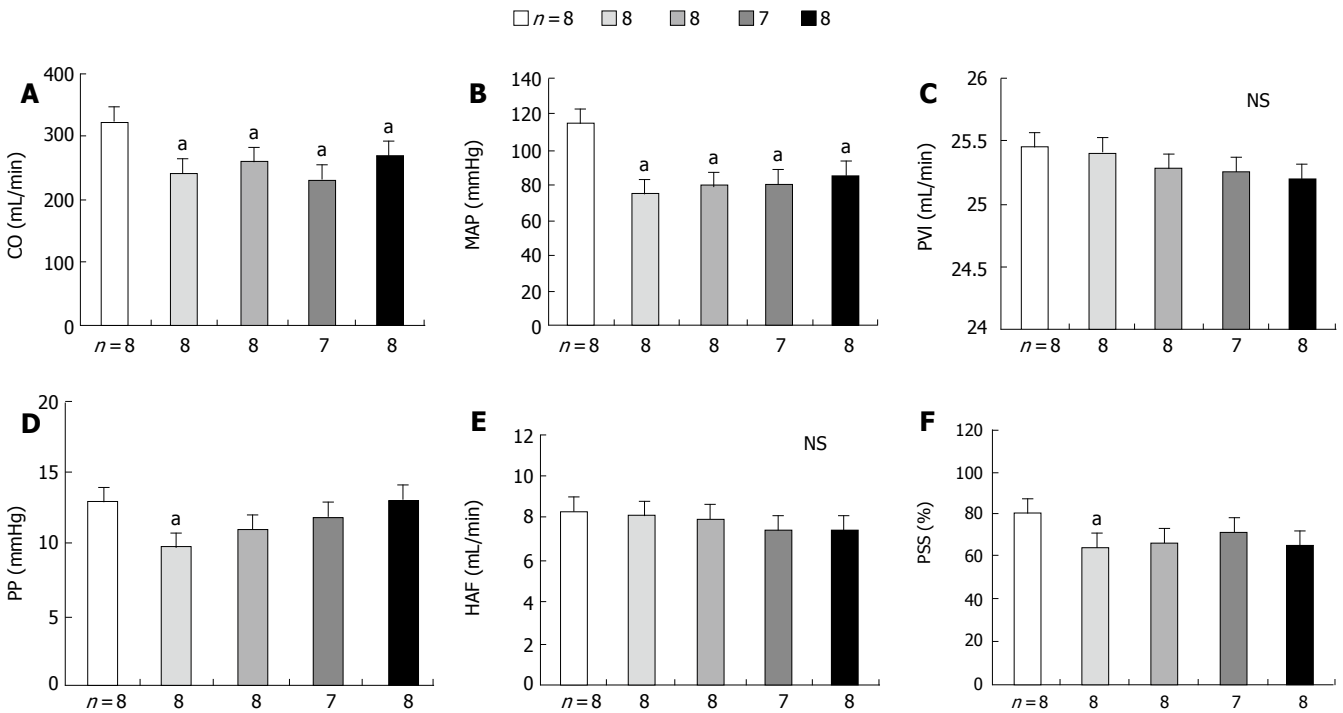 n = 8 8 8 7 8
A
CO (mL/min)
400
300
200
100
0
a a a a
n = 8 8 8 7 8
B
MAP (mmHg)
140
120
100
80
60
40
20
0
a a a a
n = 8 8 8 7 8
C
PVI (mL/min)
26
25.5
25
24.5
24
NS
n = 8 8 8 7 8
D
PP (mmHg)
20
15
10
5
0
a
n = 8 8 8 7 8
E
HAF (mL/min)
12
10
8
6
4
2
0
NS
n = 8 8 8 7 8
F
PSS (%)
120
100
80
60
40
20
0
a
n = 8 8 8 7 8